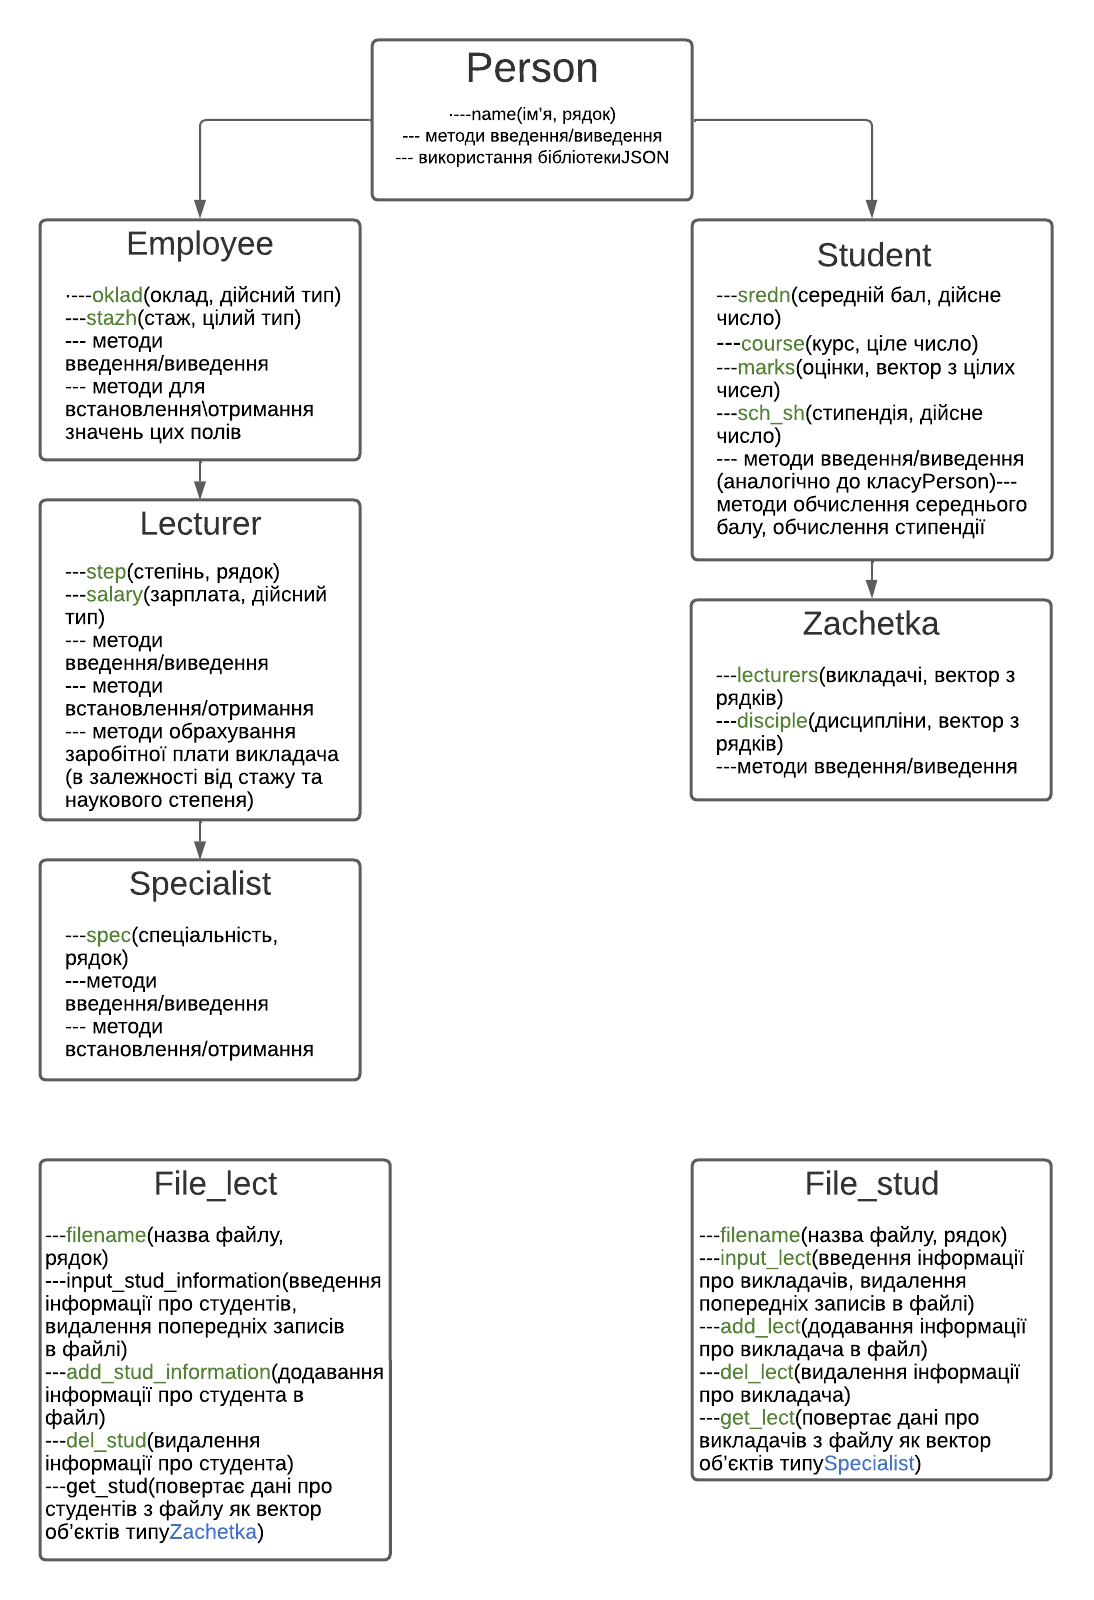 Person
·---name(ім’я, рядок)
--- методи введення/виведення
--- використання бібліотекиJSON
Employee
·---oklad(оклад, дійсний тип)
---stazh(стаж, цілий тип)
--- методи
введення/виведення
--- методи для
встановлення\отримання
значень цих полів
Student
---sredn(середній бал, дійсне
число)
---course(курс, ціле число)
---marks(оцінки, вектор з цілих
чисел)
---sch_sh(стипендія, дійсне
число)
--- методи введення/виведення
(аналогічно до класуPerson)---
методи обчислення середнього
балу, обчислення стипендії
Lecturer
---step(степінь, рядок)
---salary(зарплата, дійсний
тип)
--- методи
введення/виведення
--- методи
встановлення/отримання
--- методи обрахування
заробітної плати викладача
(в залежності від стажу та
наукового степеня)
Zachetka
---lecturers(викладачі, вектор з
рядків)
---disciple(дисципліни, вектор з
рядків)
---методи введення/виведення
Specialist
---spec(спеціальність,
рядок)
---методи
введення/виведення
--- методи
встановлення/отримання
File_lect
---filename(назва файлу,
рядок)
---input_stud_information(введення
інформації про студентів,
видалення попередніх записів
в файлі)
---add_stud_information(додавання
інформації про студента в
файл)
---del_stud(видалення
інформації про студента)
---get_stud(повертає дані про
студентів з файлу як вектор
об’єктів типуZachetka)
File_stud
---filename(назва файлу, рядок)
---input_lect(введення інформації
про викладачів, видалення
попередніх записів в файлі)
---add_lect(додавання інформації
про викладача в файл)
---del_lect(видалення інформації
про викладача)
---get_lect(повертає дані про
викладачів з файлу як вектор
об’єктів типуSpecialist)